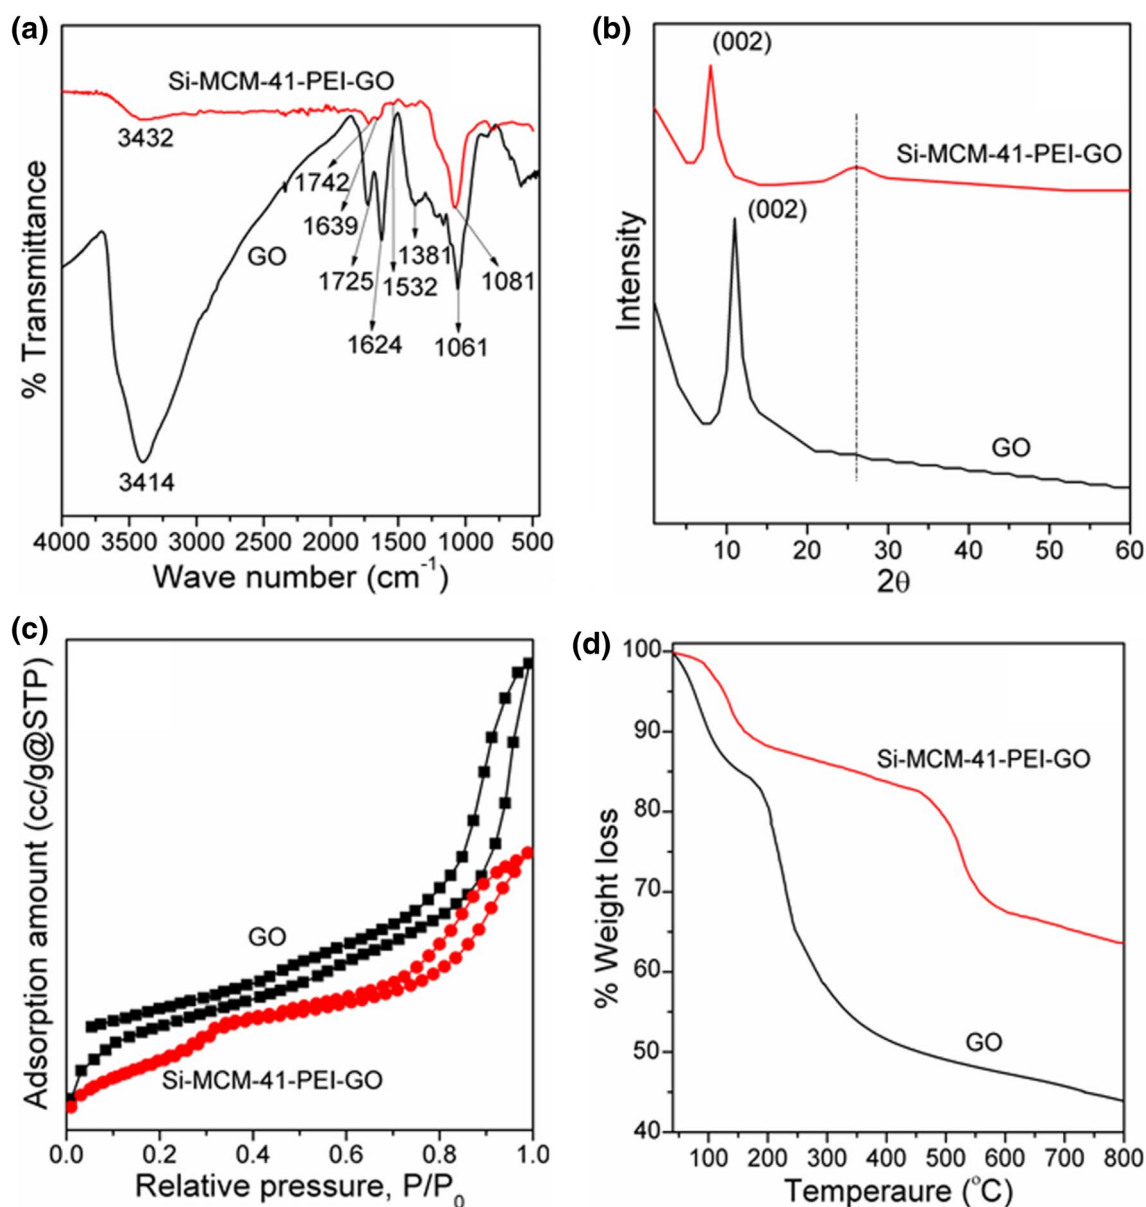 (a)
Si-MCM-41-PEI-GO
3432
1742
1639
GO
1725
1532
1381
1081
1624
1061
3414
% Transmittance
4000 3500 3000 2500 2000 1500 1000 500
Wave number (cm⁻¹)
(b)
(002)
Si-MCM-41-PEI-GO
(002)
GO
Intensity
10 20 30 40 50 60
2θ
(c)
Adsorption amount (cc/g@STP)
GO
Si-MCM-41-PEI-GO
0.0 0.2 0.4 0.6 0.8 1.0
Relative pressure, P/P₀
(d)
100
90
80
70
60
50
40
% Weight loss
Si-MCM-41-PEI-GO
GO
100 200 300 400 500 600 700 800
Temperaure (°C)